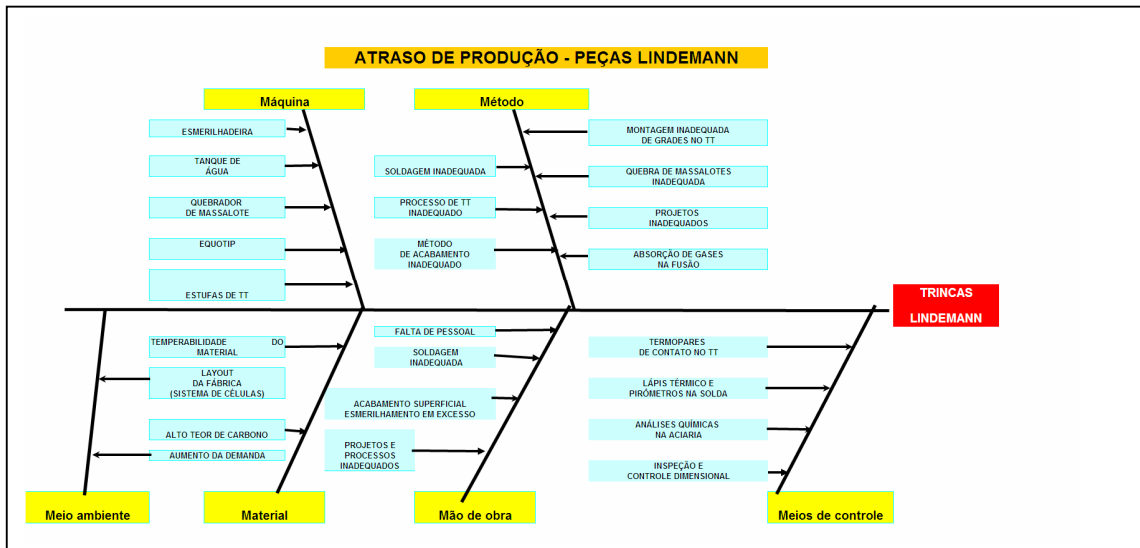 ATRASO DE PRODUÇÃO - PEÇAS LINDEMANN
Máquina
Método
ESMERILHADEIRA
TANQUE DE
ÁGUA
QUEBRADOR
DE MASSALOTE
EQUOTIP
ESTUFAS DE TT
SOLDAGEM INADEQUADA
PROCESSO DE TT
INADEQUADO
MÉTODO
DE ACABAMENTO
INADEQUADO
MONTAGEM INADEQUADA
DE GRADES NO TT
QUEBRA DE MASSALOTES
INADEQUADA
PROJETOS
INADEQUADOS
ABSORÇÃO DE GASES
NA FUSÃO
TRINCAS
LINDEMANN
TEMPERABILIDADE DO
MATERIAL
LAYOUT
DA FÁBRICA
(SISTEMA DE CÉLULAS)
ALTO TEOR DE CARBONO
AUMENTO DA DEMANDA
FALTA DE PESSOAL
SOLDAGEM
INADEQUADA
ACABAMENTO SUPERFICIAL
ESMERILHAMENTO EM EXCESSO
PROJETOS E
PROCESSOS
INADEQUADOS
TERMOPARES
DE CONTATO NO TT
LÁPIS TÉRMICO E
PIRÔMETROS NA SOLDA
ANÁLISES QUÍMICAS
NA ACIARIA
INSPEÇÃO E
CONTROLE DIMENSIONAL
Meio ambiente
Material
Mão de obra
Meios de controle